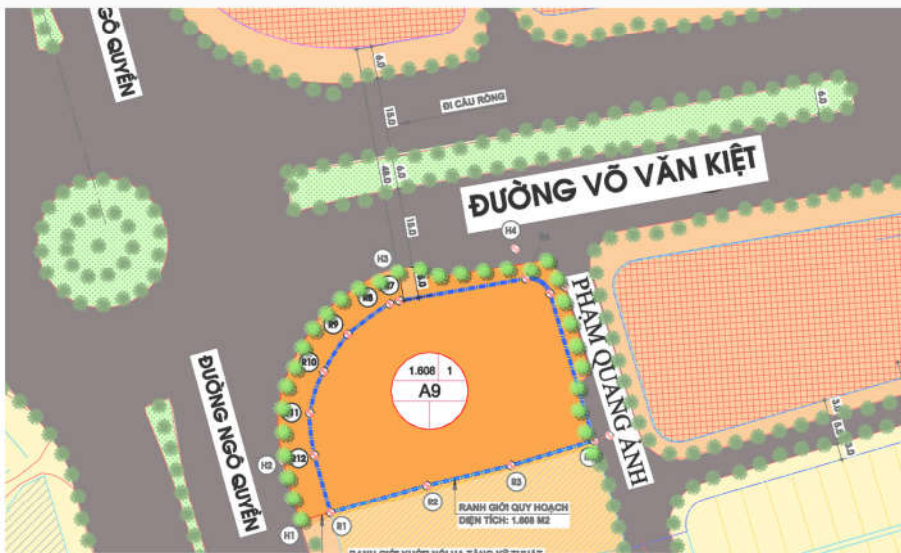 GÔ QUYỀN
6.0
15.0
ĐI CẦU RỒNG
6.0
48.0
6.0
ĐƯỜNG VÕ VĂN KIỆT
15.0
H4
H3
R7
R8
R9
R10
PHẠM QUANG ẢNH
1.608 1
A9
ĐƯỜNG NGÔ QUYỀN
H2
R12
3.0
5.5
3.0
R3
R2
RANH GIỚI QUY HOẠCH
DIỆN TÍCH: 1.608 M2
H1
R1